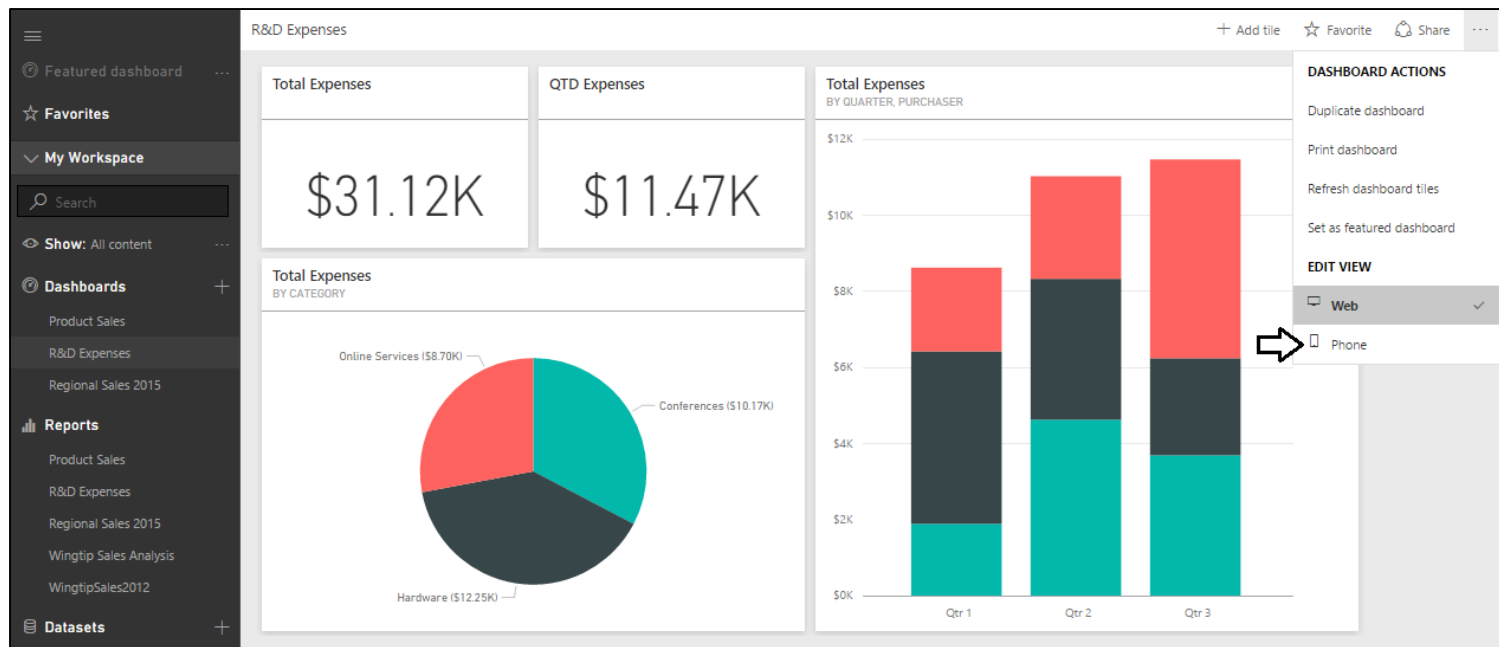 Featured dashboard ...
Favorites
My Workspace
Search
Show: All content ...
Dashboards +
Product Sales
R&D Expenses
Regional Sales 2015
Reports
Product Sales
R&D Expenses
Regional Sales 2015
Wingtip Sales Analysis
WingtipSales2012
Datasets +
R&D Expenses
+ Add tile
Favorite
Share
...
Total Expenses
$31.12K
QTD Expenses
$11.47K
Total Expenses
BY CATEGORY
Online Services ($8.70K)
Conferences ($10.17K)
Hardware ($12.25K)
Total Expenses
BY QUARTER, PURCHASER
$12K
$10K
$8K
$6K
$4K
$2K
$0K
Qtr 1
Qtr 2
Qtr 3
DASHBOARD ACTIONS
Duplicate dashboard
Print dashboard
Refresh dashboard tiles
Set as featured dashboard
EDIT VIEW
Web
Phone